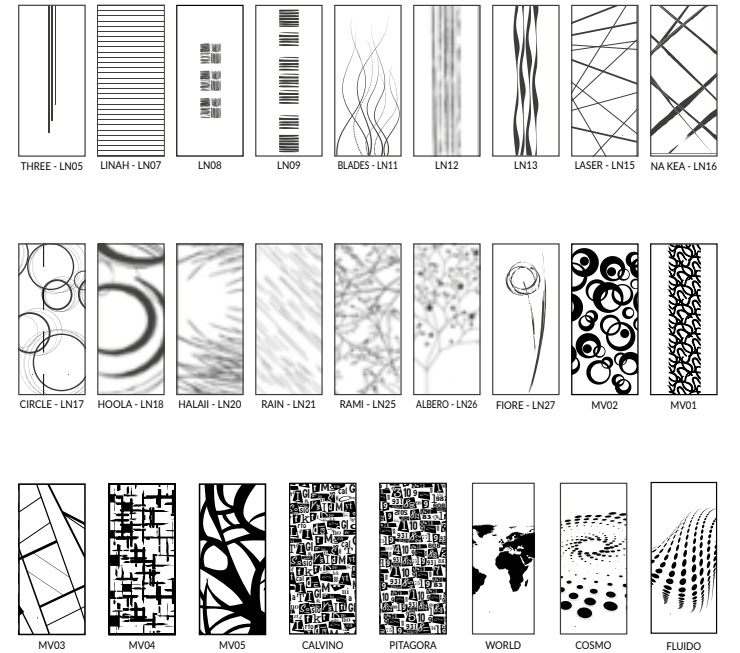 THREE - LN05
LINAH - LN07
LN08
LN09
BLADES - LN11
LN12
LN13
LASER - LN15
NA KEA - LN16
CIRCLE - LN17
HOOLA - LN18
HALAII - LN20
RAIN - LN21
RAMI - LN25
ALBERO - LN26
FIORE - LN27
MV02
MV01
MV03
MV04
MV05
CALVINO
PITAGORA
WORLD
COSMO
FLUIDO